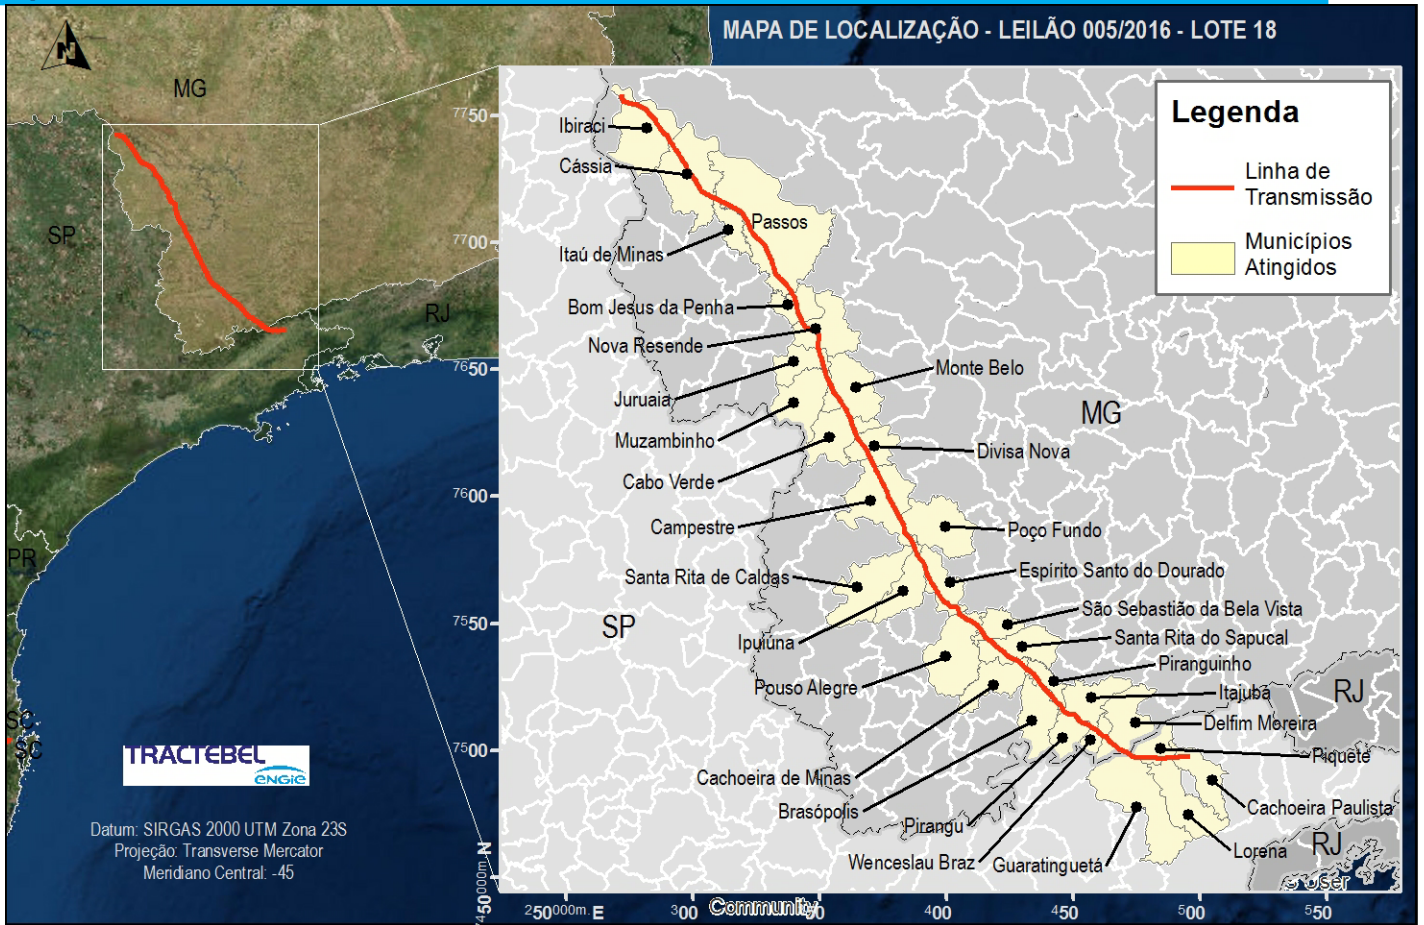 MAPA DE LOCALIZAÇÃO - LEILÃO 005/2016 - LOTE 18
N
MG
SP
RJ
PR
SC
SC
TRACTEBEL
ENGIE
Datum: SIRGAS 2000 UTM Zona 23S
Projeção: Transverse Mercator
Meridiano Central: -45
Legenda
Linha de
Transmissão
Municípios
Atingidos
7750
7700
7650
7600
7550
7500
7450000m. N
250000m. E
300
400
450
500
550
Ibiraci
Cássia
Passos
Itaú de Minas
Bom Jesus da Penha
Nova Resende
Monte Belo
Juruaia
MG
Muzambinho
Divisa Nova
Cabo Verde
Campestre
Poço Fundo
Espírito Santo do Dourado
Santa Rita de Caldas
São Sebastião da Bela Vista
SP
Santa Rita do Sapucal
Ipuiúna
Piranguinho
Pouso Alegre
Itajubá
RJ
Delfim Moreira
Piquete
Cachoeira de Minas
Brasópolis
Cachoeira Paulista
Pirangu
Wenceslau Braz
Guaratinguetá
Lorena
RJ
User
Community